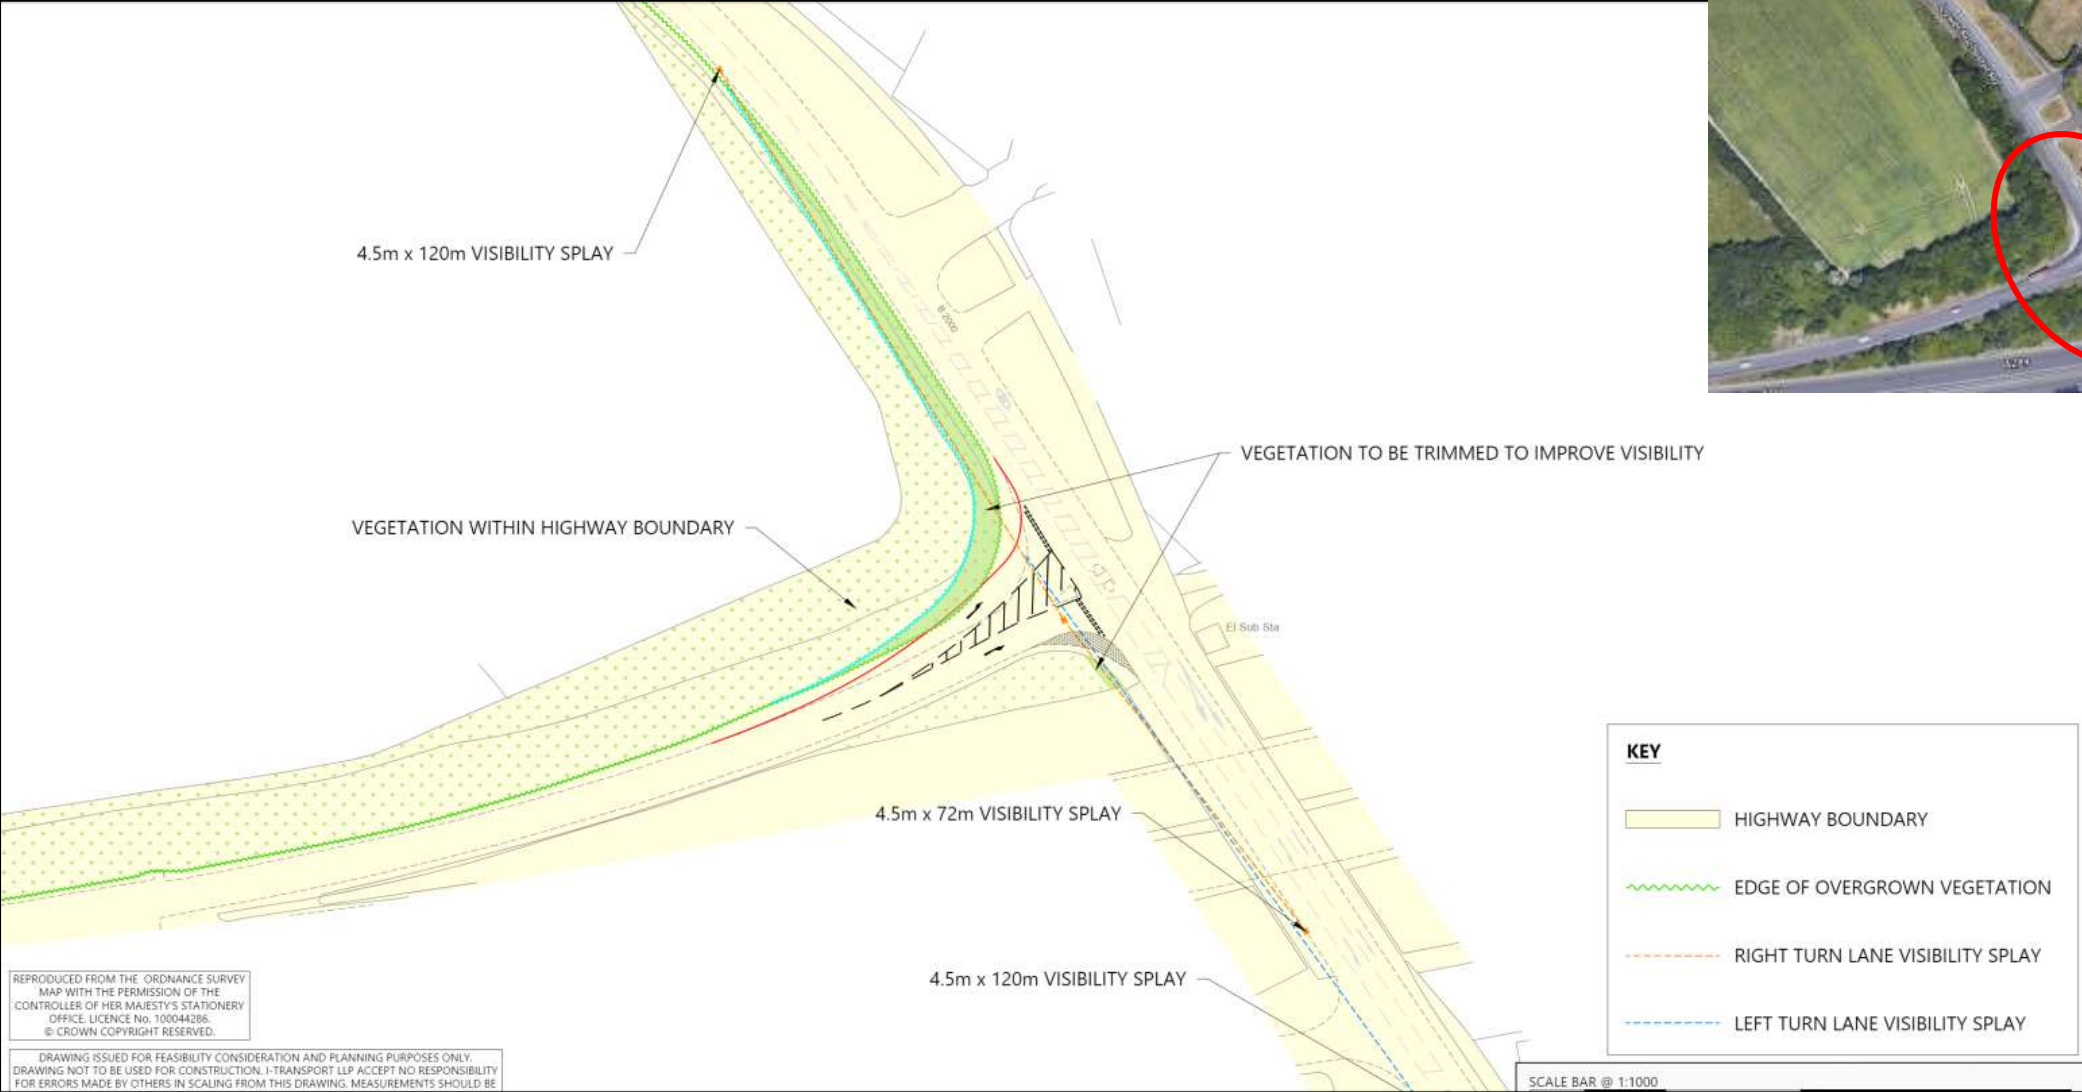 4.5m x 120m VISIBILITY SPLAY
B 2000
VEGETATION TO BE TRIMMED TO IMPROVE VISIBILITY
VEGETATION WITHIN HIGHWAY BOUNDARY
El Sub Sta
KEY
HIGHWAY BOUNDARY
EDGE OF OVERGROWN VEGETATION
RIGHT TURN LANE VISIBILITY SPLAY
LEFT TURN LANE VISIBILITY SPLAY
4.5m x 72m VISIBILITY SPLAY
4.5m x 120m VISIBILITY SPLAY
REPRODUCED FROM THE ORDNANCE SURVEY
MAP WITH THE PERMISSION OF THE
CONTROLLER OF HER MAJESTY'S STATIONERY
OFFICE. LICENCE No. 100044286.
© CROWN COPYRIGHT RESERVED.
DRAWING ISSUED FOR FEASIBILITY CONSIDERATION AND PLANNING PURPOSES ONLY.
DRAWING NOT TO BE USED FOR CONSTRUCTION. I-TRANSPORT LLP ACCEPT NO RESPONSIBILITY
FOR ERRORS MADE BY OTHERS IN SCALING FROM THIS DRAWING. MEASUREMENTS SHOULD BE
SCALE BAR @ 1:1000